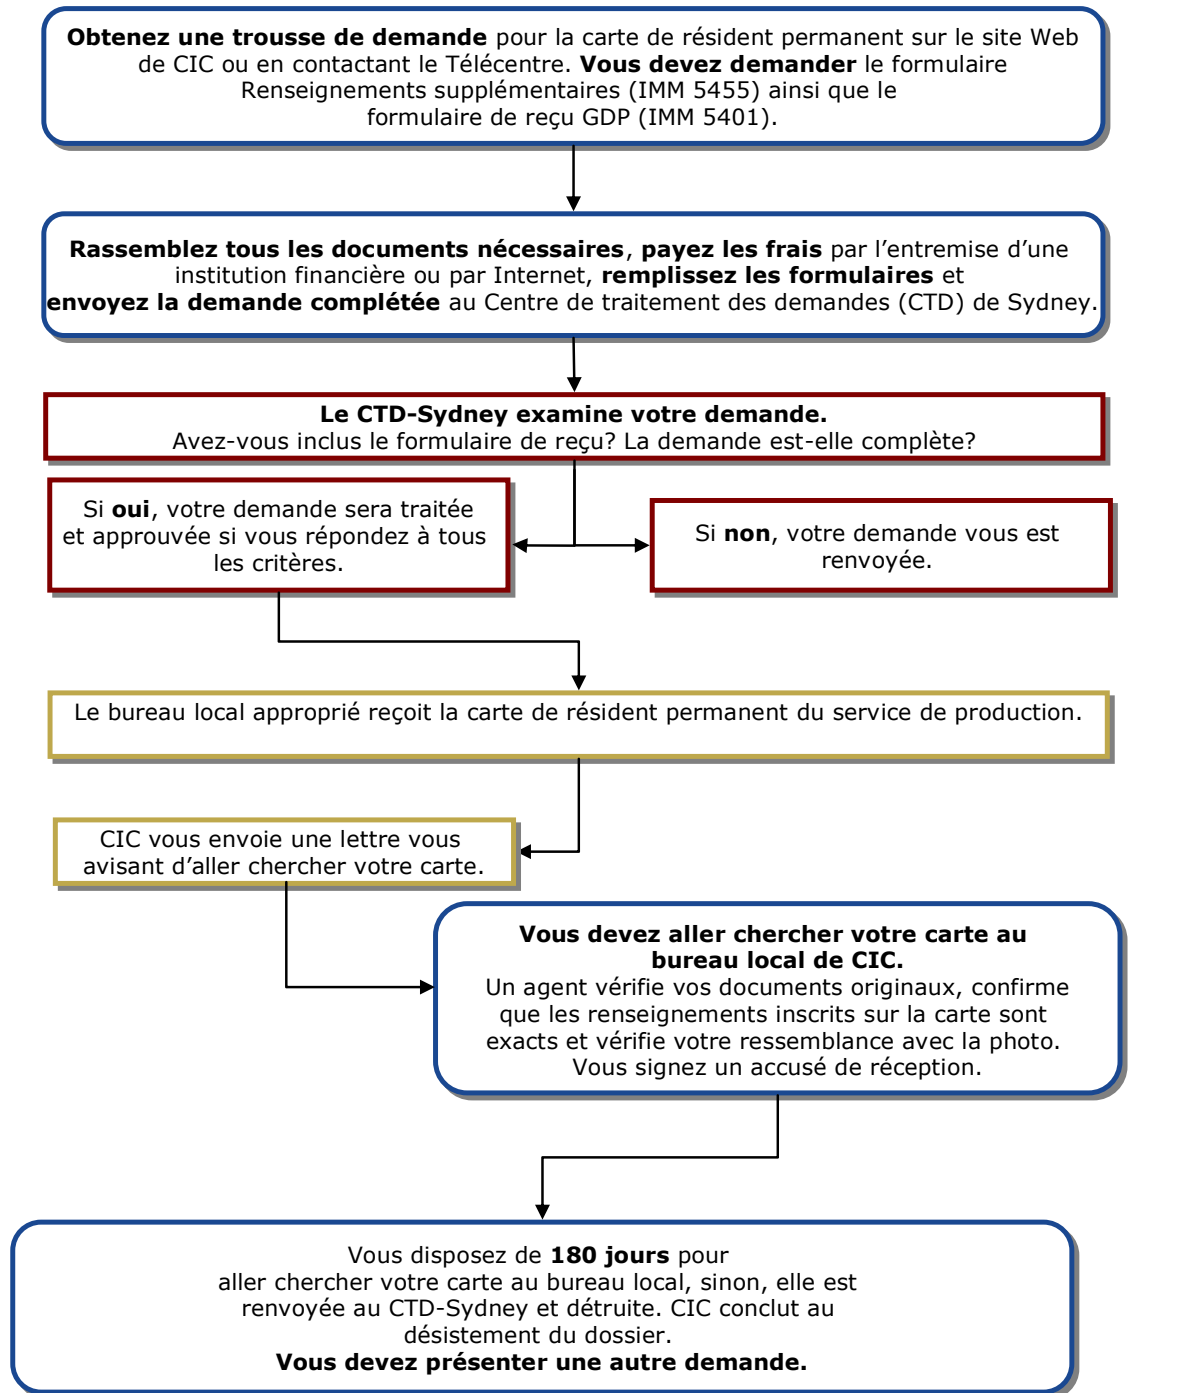 Obtenez une trousse de demande pour la carte de résident permanent sur le site Web
de CIC ou en contactant le Télécentre. Vous devez demander le formulaire
Renseignements supplémentaires (IMM 5455) ainsi que le
formulaire de reçu GDP (IMM 5401).
Rassemblez tous les documents nécessaires, payez les frais par l’entremise d’une
institution financière ou par Internet, remplissez les formulaires et
envoyez la demande complétée au Centre de traitement des demandes (CTD) de Sydney.
Le CTD-Sydney examine votre demande.
Avez-vous inclus le formulaire de reçu? La demande est-elle complète?
Si oui, votre demande sera traitée
et approuvée si vous répondez à tous
les critères.
Si non, votre demande vous est
renvoyée.
Le bureau local approprié reçoit la carte de résident permanent du service de production.
CIC vous envoie une lettre vous
avisant d’aller chercher votre carte.
Vous devez aller chercher votre carte au
bureau local de CIC.
Un agent vérifie vos documents originaux, confirme
que les renseignements inscrits sur la carte sont
exacts et vérifie votre ressemblance avec la photo.
Vous signez un accusé de réception.
Vous disposez de 180 jours pour
aller chercher votre carte au bureau local, sinon, elle est
renvoyée au CTD-Sydney et détruite. CIC conclut au
désistement du dossier.
Vous devez présenter une autre demande.